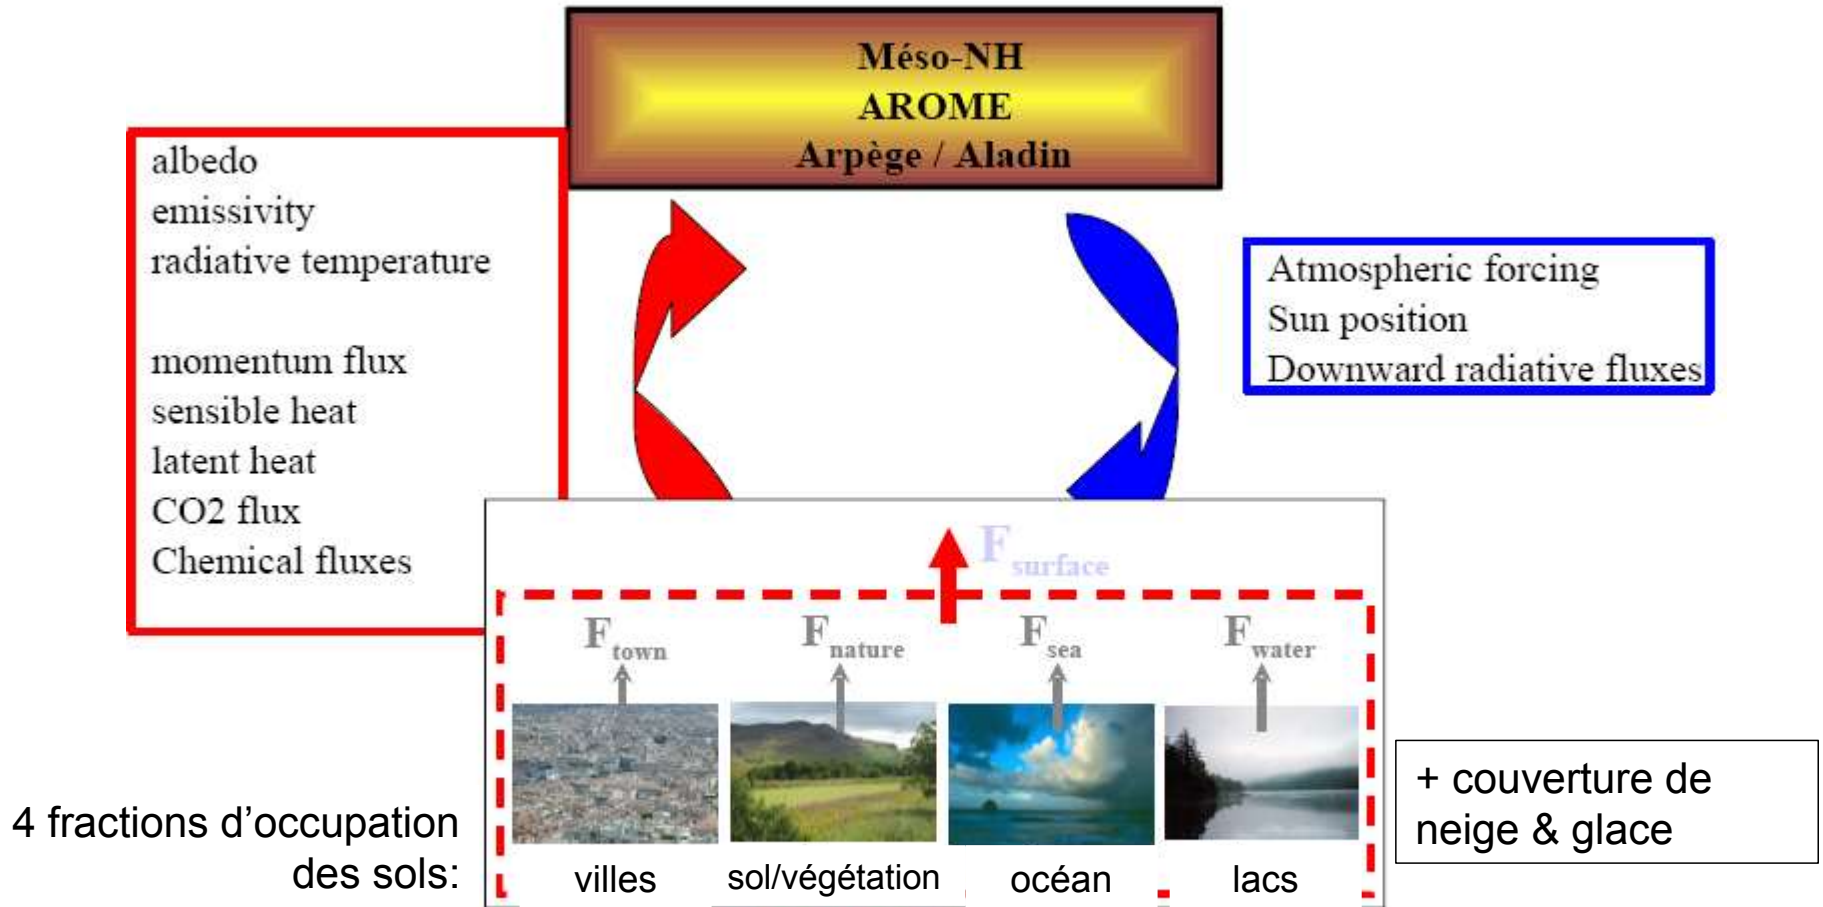 Méso-NH
AROME
Arpège / Aladin
albedo
emissivity
radiative temperature
momentum flux
sensible heat
latent heat
CO2 flux
Chemical fluxes
Atmospheric forcing
Sun position
Downward radiative fluxes
F surface
F town F nature F sea F water
4 fractions d’occupation
des sols:
villes sol/végétation océan lacs
+ couverture de
neige & glace